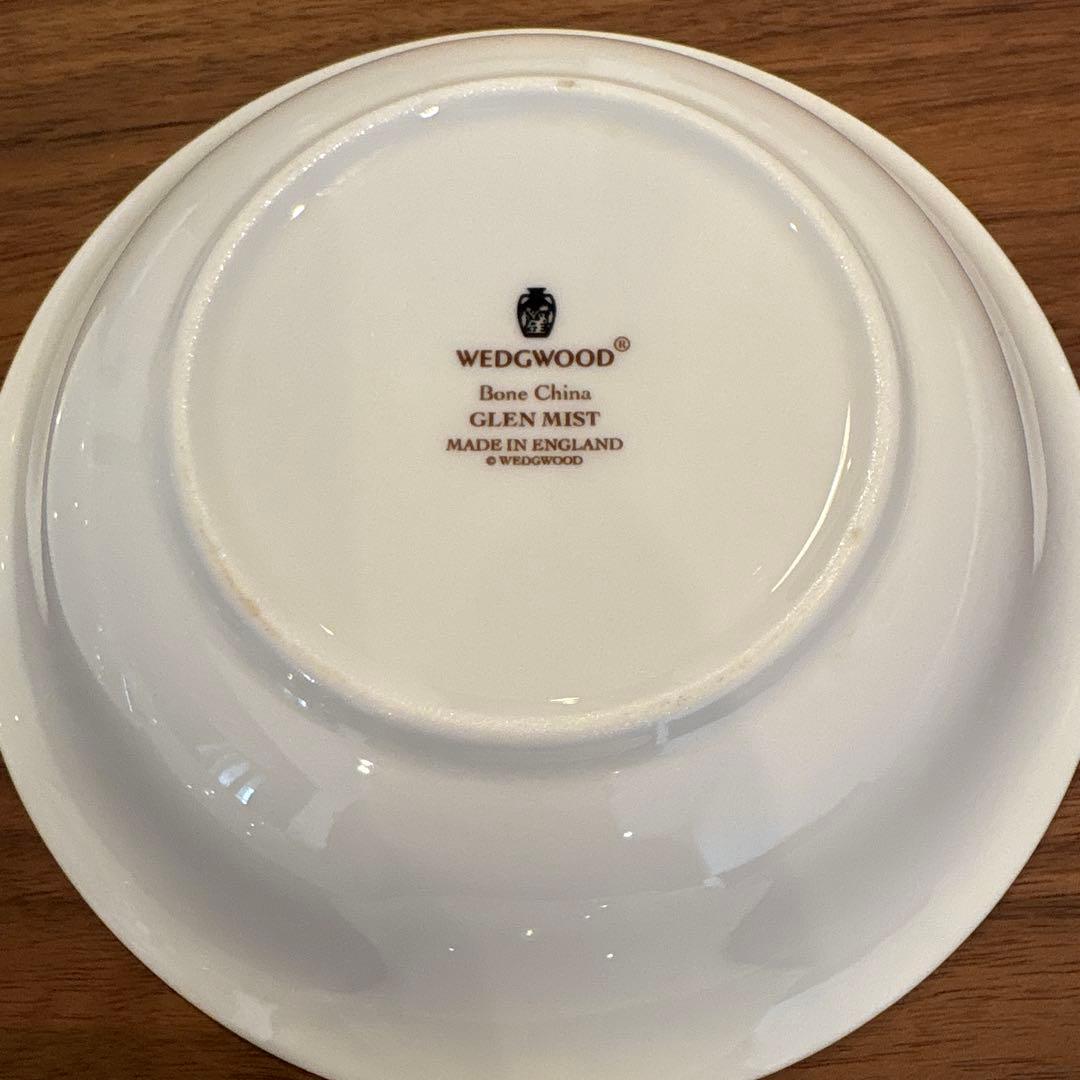 WEDGWOOD®
Bone China
GLEN MIST
MADE IN ENGLAND
© WEDGWOOD